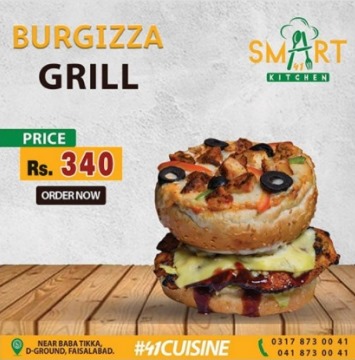 BURGIZZA
GRILL
SMART
41
KITCHEN
PRICE
Rs. 340
ORDER NOW
NEAR BABA TIKKA,
D-GROUND, FAISALABAD.
#41CUISINE
0317 873 00 41
041 873 00 41